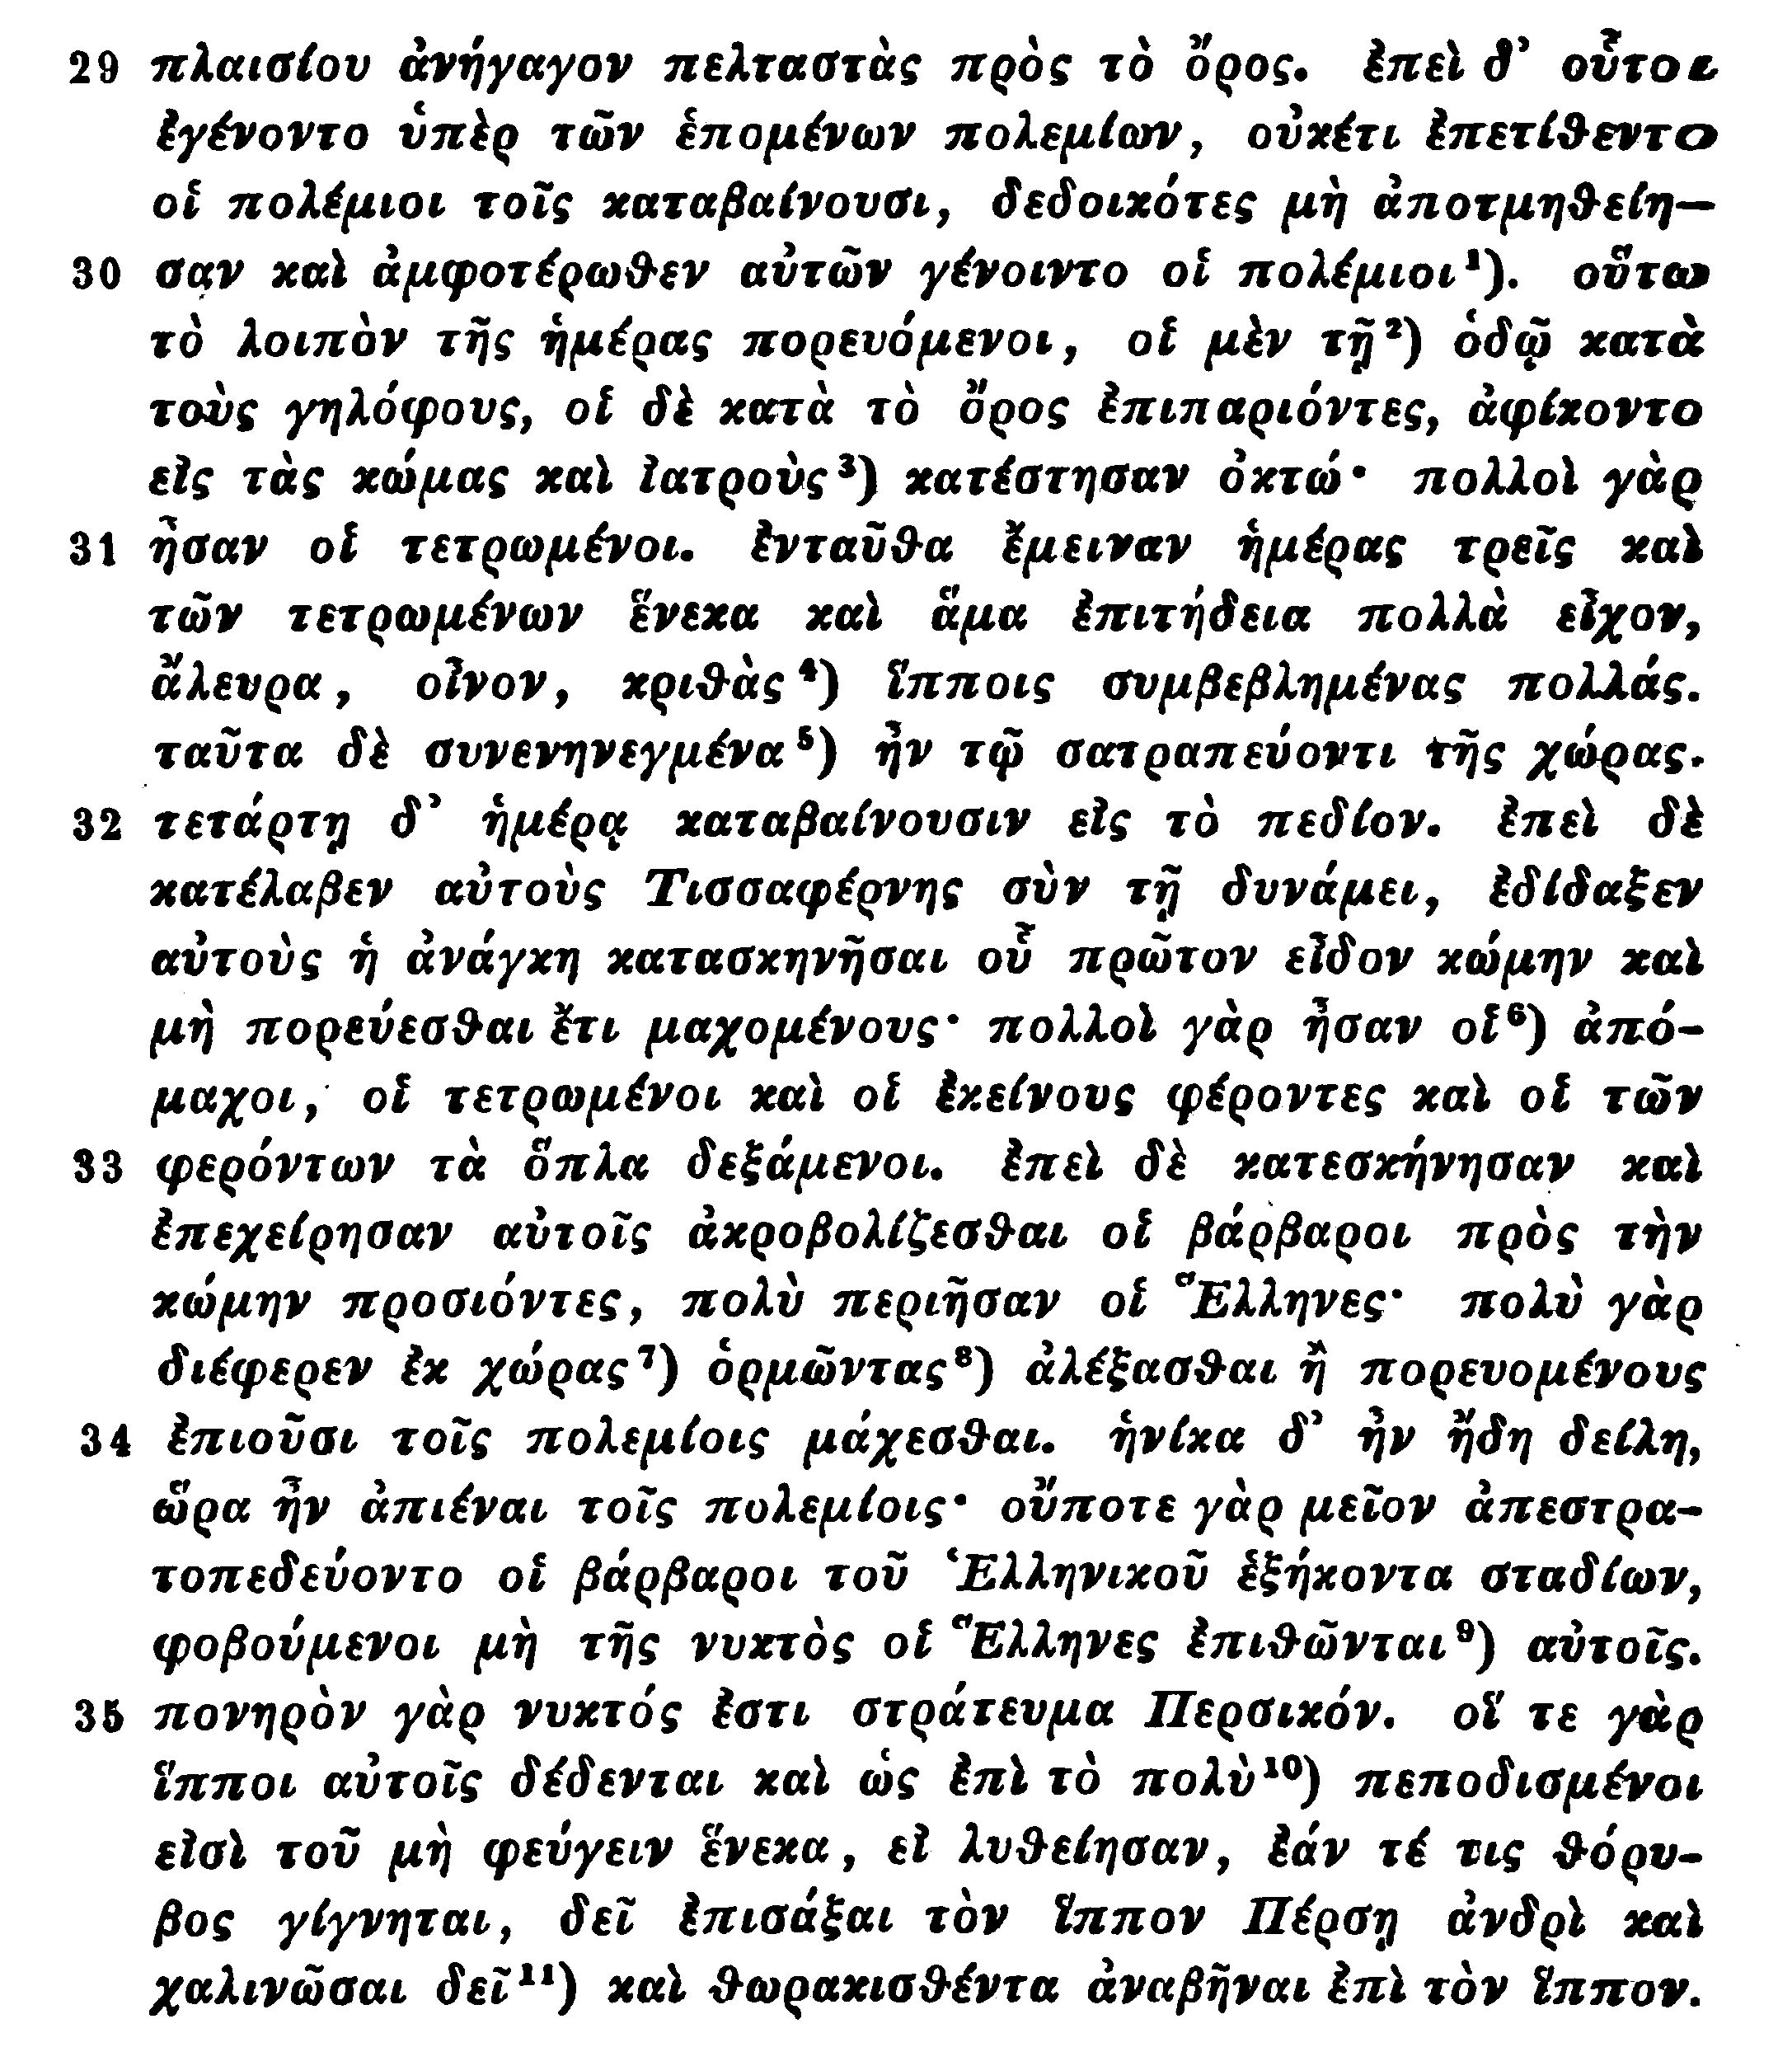 29 πλαισίου ἀνήγαγον πελταστὰς πρὸς τὸ ὄρος. ἐπεὶ δ’ οὗτοι
ἐγένοντο ὑπὲρ τῶν ἑπομένων πολεμίων, οὐκέτι ἐπετίθεντο
οἱ πολέμιοι τοῖς καταβαίνουσι, δεδοικότες μὴ ἀποτμηθείη-
30 σαν καὶ ἀμφοτέρωθεν αὐτῶν γένοιντο οἱ πολέμιοι¹). οὕτω
τὸ λοιπὸν τῆς ἡμέρας πορευόμενοι, οἱ μὲν τῇ²) ὁδῷ κατὰ
τοὺς γηλόφους, οἱ δὲ κατὰ τὸ ὄρος ἐπιπαριόντες, ἀφίκοντο
εἰς τὰς κώμας καὶ ἰατροὺς³) κατέστησαν ὀκτώ· πολλοὶ γὰρ
31 ἦσαν οἱ τετρωμένοι. ἐνταῦθα ἔμειναν ἡμέρας τρεῖς καὶ
τῶν τετρωμένων ἕνεκα καὶ ἅμα ἐπιτήδεια πολλὰ εἶχον,
ἄλευρα, οἶνον, κριθὰς⁴) ἵπποις συμβεβλημένας πολλάς.
ταῦτα δὲ συνενηνεγμένα⁵) ἦν τῷ σατραπεύοντι τῆς χώρας.
32 τετάρτῃ δ’ ἡμέρᾳ καταβαίνουσιν εἰς τὸ πεδίον. ἐπεὶ δὲ
κατέλαβεν αὐτοὺς Τισσαφέρνης σὺν τῇ δυνάμει, ἐδίδαξεν
αὐτοὺς ἡ ἀνάγκη κατασκηνῆσαι οὗ πρῶτον εἶδον κώμην καὶ
μὴ πορεύεσθαι ἔτι μαχομένους· πολλοὶ γὰρ ἦσαν οἱ⁶) ἀπό-
μαχοι, οἱ τετρωμένοι καὶ οἱ ἐκείνους φέροντες καὶ οἱ τῶν
33 φερόντων τὰ ὅπλα δεξάμενοι. ἐπεὶ δὲ κατεσκήνησαν καὶ
ἐπεχείρησαν αὐτοῖς ἀκροβολίζεσθαι οἱ βάρβαροι πρὸς τὴν
κώμην προσιόντες, πολὺ περιῆσαν οἱ Ἕλληνες· πολὺ γὰρ
διέφερεν ἐκ χώρας⁷) ὁρμῶντας⁸) ἀλέξασθαι ἢ πορευομένους
34 ἐπιοῦσι τοῖς πολεμίοις μάχεσθαι. ἡνίκα δ’ ἦν ἤδη δείλη,
ὥρα ἦν ἀπιέναι τοῖς πολεμίοις· οὔποτε γὰρ μεῖον ἀπεστρα-
τοπεδεύοντο οἱ βάρβαροι τοῦ Ἑλληνικοῦ ἑξήκοντα σταδίων,
φοβούμενοι μὴ τῆς νυκτὸς οἱ Ἕλληνες ἐπιθῶνται⁹) αὐτοῖς.
35 πονηρὸν γὰρ νυκτός ἐστι στράτευμα Περσικόν. οἵ τε γὰρ
ἵπποι αὐτοῖς δέδενται καὶ ὡς ἐπὶ τὸ πολὺ¹⁰) πεποδισμένοι
εἰσὶ τοῦ μὴ φεύγειν ἕνεκα, εἰ λυθείησαν, ἐάν τέ τις θόρυ-
βος γίγνηται, δεῖ ἐπισάξαι τὸν ἵππον Πέρσῃ ἀνδρὶ καὶ
χαλινῶσαι δεῖ¹¹) καὶ θωρακισθέντα ἀναβῆναι ἐπὶ τὸν ἵππον.